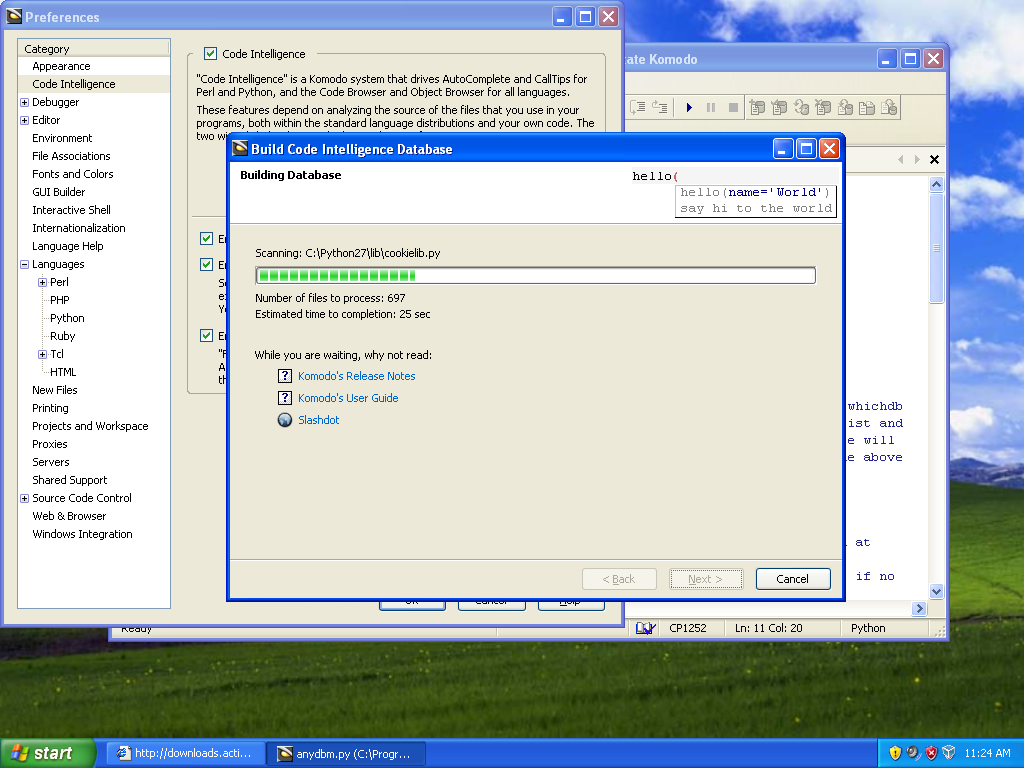 Preferences
Category
Appearance
Code Intelligence
Debugger
Editor
Environment
File Associations
Fonts and Colors
GUI Builder
Interactive Shell
Internationalization
Language Help
Languages
Perl
PHP
Python
Ruby
Tcl
HTML
New Files
Printing
Projects and Workspace
Proxies
Servers
Shared Support
Source Code Control
Web & Browser
Windows Integration
Code Intelligence
"Code Intelligence" is a Komodo system that drives AutoComplete and CallTips for
Perl and Python, and the Code Browser and Object Browser for all languages.
These features depend on analyzing the source of the files that you use in your
programs, both within the standard language distributions and your own code. The
two
Komodo
Build Code Intelligence Database
Building Database
hello(
hello(name='World')
say hi to the world
Scanning: C:\Python27\lib\cookielib.py
Number of files to process: 697
Estimated time to completion: 25 sec
While you are waiting, why not read:
Komodo's Release Notes
Komodo's User Guide
Slashdot
< Back
Next >
Cancel
whichdb
ist and
e will
e above
at
if no
Ready
CP1252
Ln: 11 Col: 20
Python
start
http://downloads.acti...
anydbm.py (C:\Progr...
11:24 AM